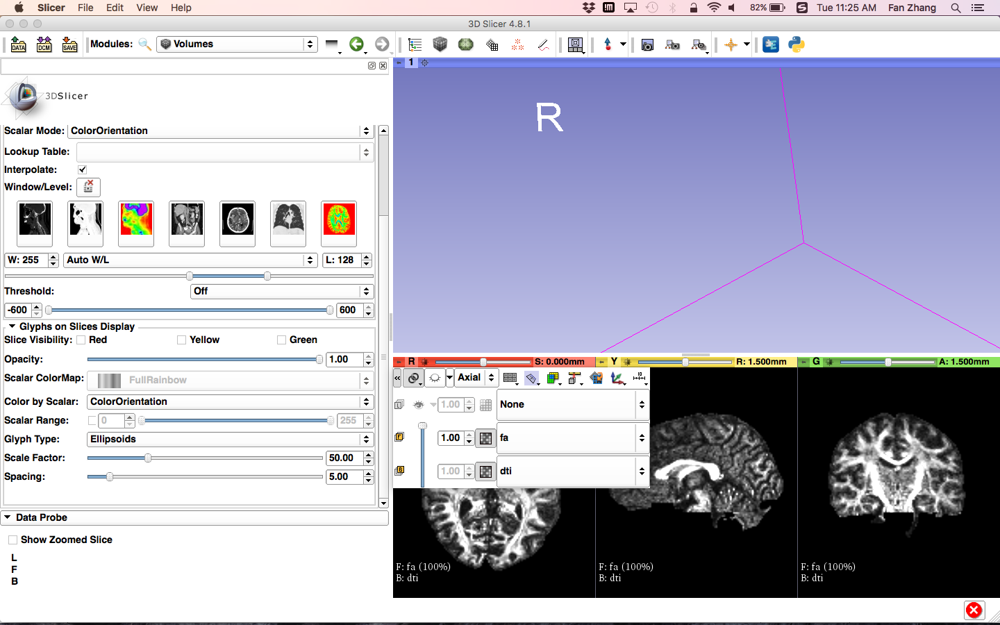 Slicer File Edit View Help 82% Tue 11:25 AM Fan Zhang
3D Slicer 4.8.1
DATA DCM SAVE Modules: Volumes
1
3DSlicer
R
Scalar Mode: ColorOrientation
Lookup Table:
Interpolate:
Window/Level:
W: 255 Auto W/L L: 128
Threshold: Off
-600 600
Glyphs on Slices Display
Slice Visibility: Red Yellow Green
Opacity: 1.00
Scalar ColorMap: FullRainbow
Color by Scalar: ColorOrientation
Scalar Range: 0 255
Glyph Type: Ellipsoids
Scale Factor: 50.00
Spacing: 5.00
R S: 0.000mm Y R: 1.500mm G A: 1.500mm
« Axial
L 1.00 None
F 1.00 fa
B 1.00 dti
F: fa (100%) F: fa (100%) F: fa (100%)
B: dti B: dti B: dti
Data Probe
Show Zoomed Slice
L
F
B